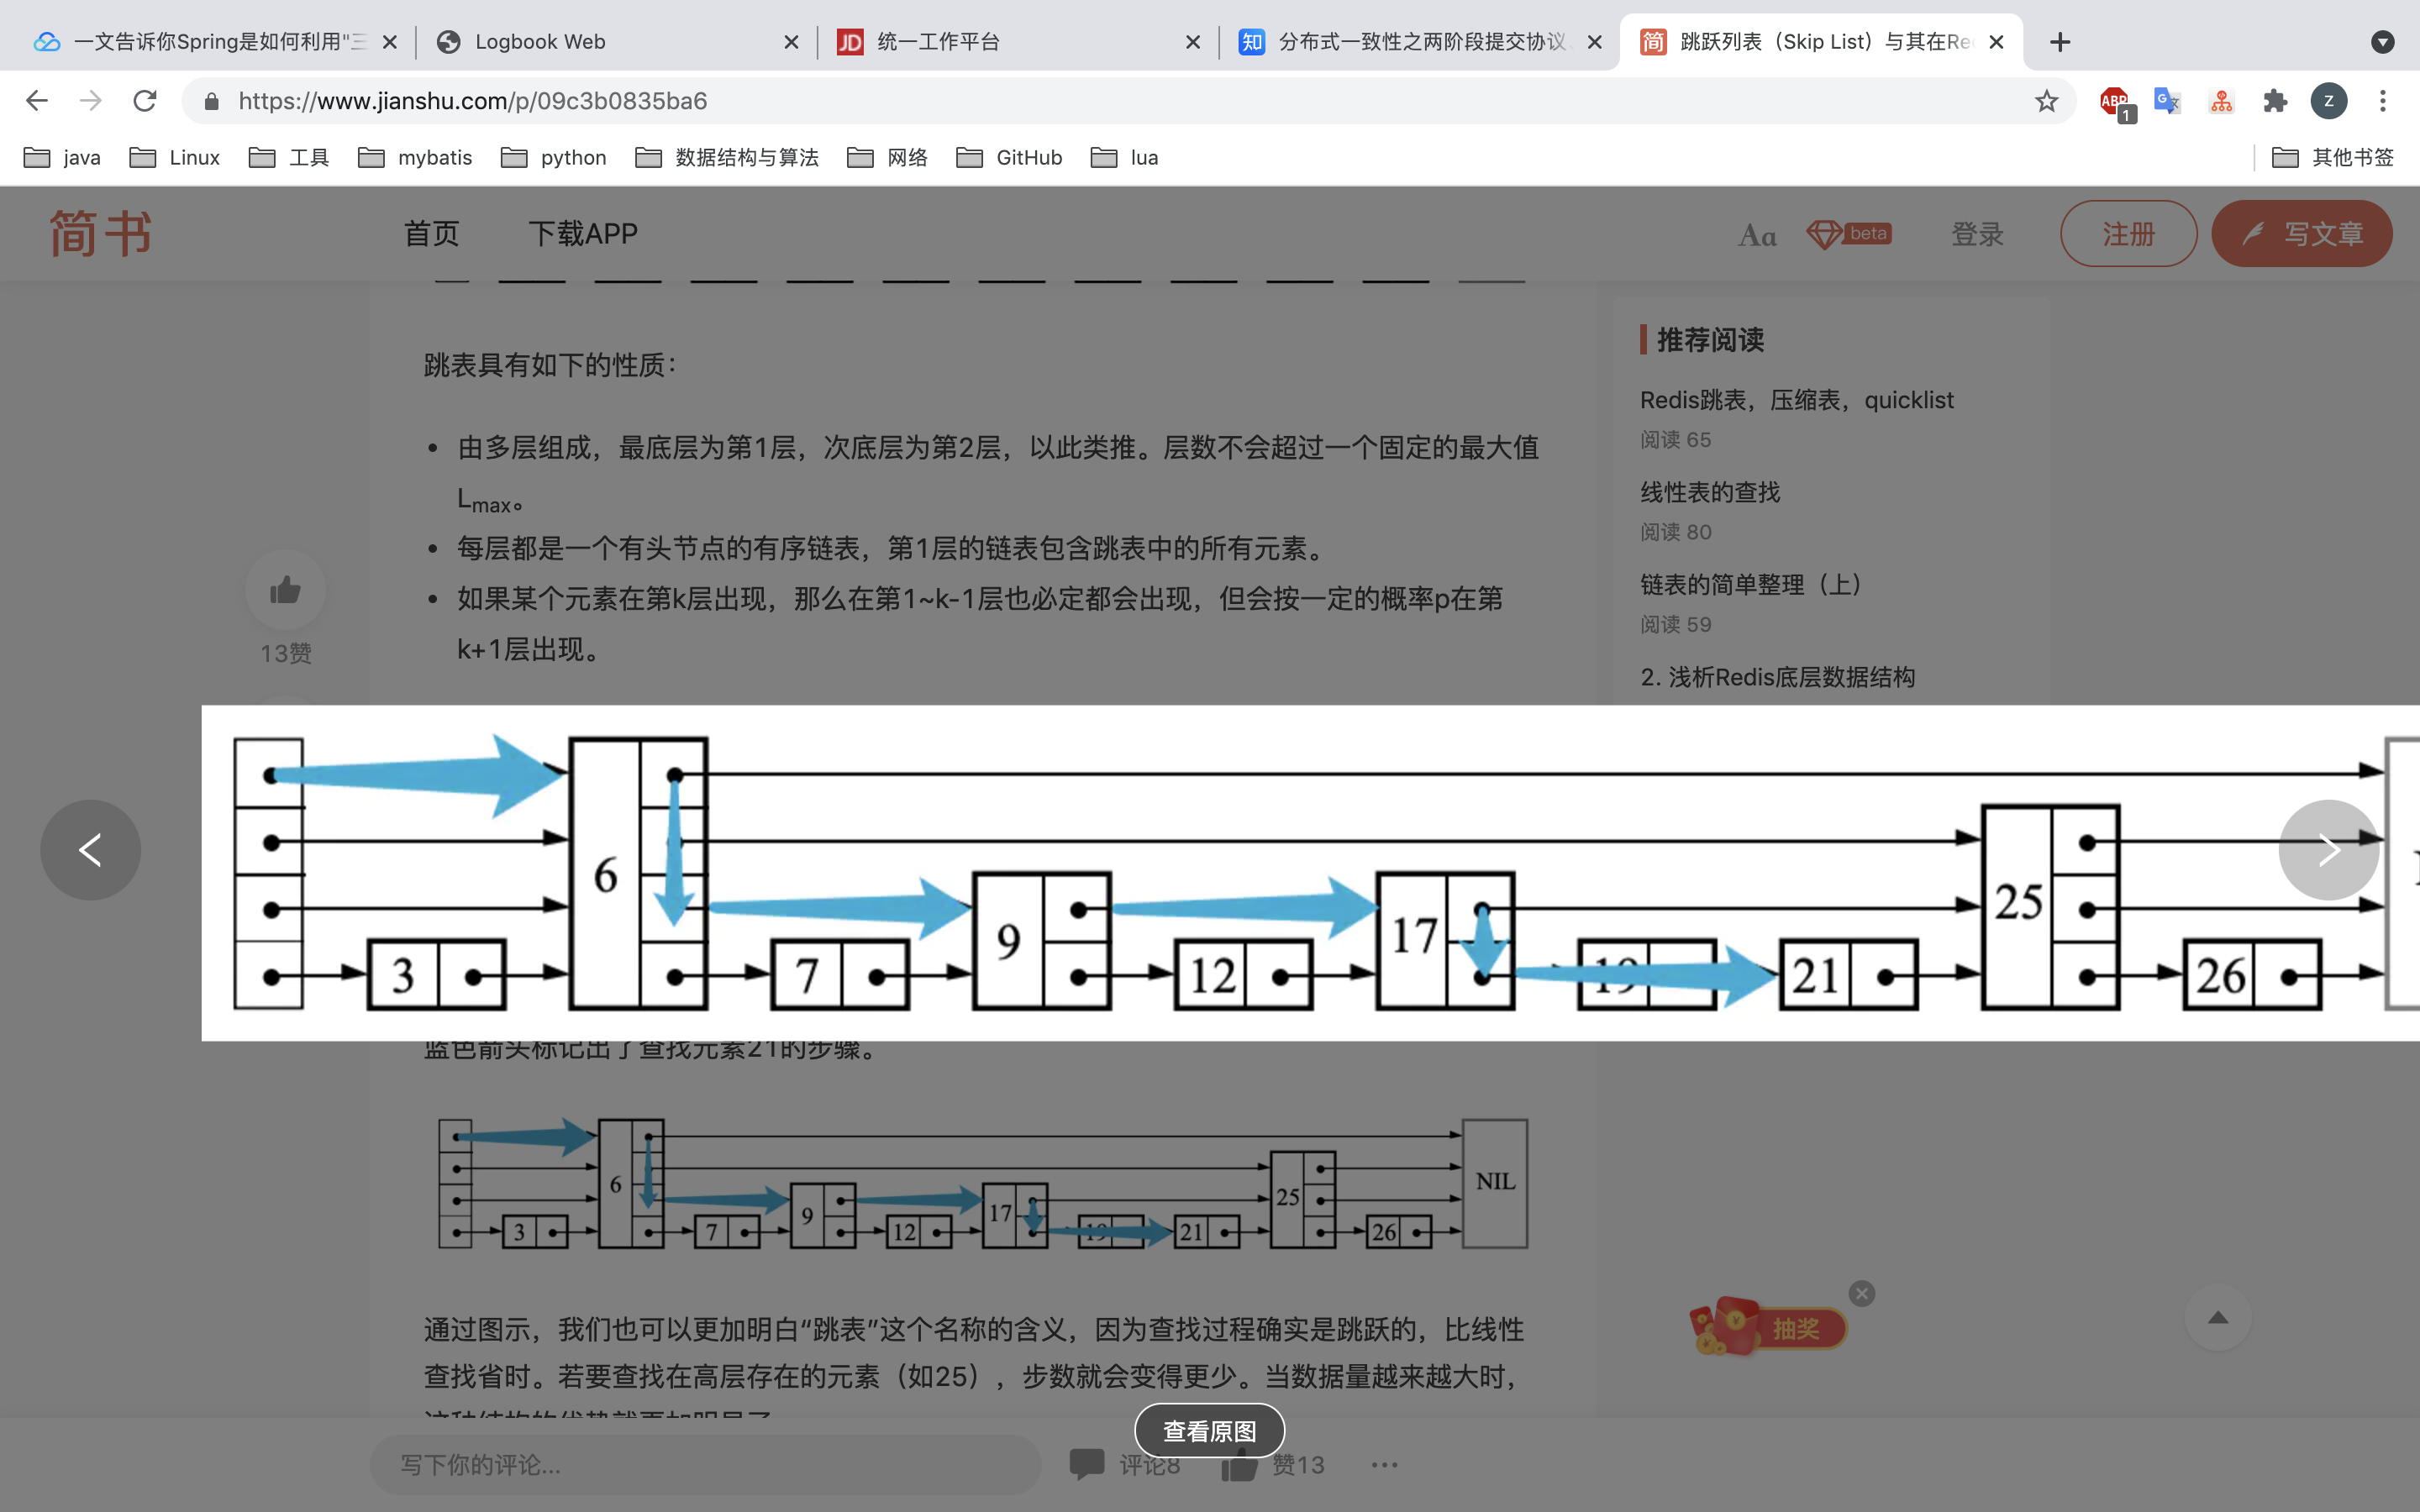 一文告诉你Spring是如何利用"三
Logbook Web
JD 统一工作平台
知 分布式一致性之两阶段提交协议、
简 跳跃列表（Skip List）与其在Re
https://www.jianshu.com/p/09c3b0835ba6
ABP 1
G 文
Z
java
Linux
工具
mybatis
python
数据结构与算法
网络
GitHub
lua
其他书签
简书
首页
下载APP
Aa
beta
登录
注册
写文章
跳表具有如下的性质：
• 由多层组成，最底层为第1层，次底层为第2层，以此类推。层数不会超过一个固定的最大值
Lmax。
• 每层都是一个有头节点的有序链表，第1层的链表包含跳表中的所有元素。
• 如果某个元素在第k层出现，那么在第1~k-1层也必定都会出现，但会按一定的概率p在第
k+1层出现。
13赞
推荐阅读
Redis跳表，压缩表，quicklist
阅读 65
线性表的查找
阅读 80
链表的简单整理（上）
阅读 59
2. 浅析Redis底层数据结构
3 6 7 9 12 17 19 21 25 26
蓝色箭头标记出了查找元素21的步骤。
3 6 7 9 12 17 19 21 25 26 NIL
通过图示，我们也可以更加明白“跳表”这个名称的含义，因为查找过程确实是跳跃的，比线性
查找省时。若要查找在高层存在的元素（如25），步数就会变得更少。当数据量越来越大时，
这种结构的优势就更加明显了
抽奖
查看原图
写下你的评论...
评论8
赞13